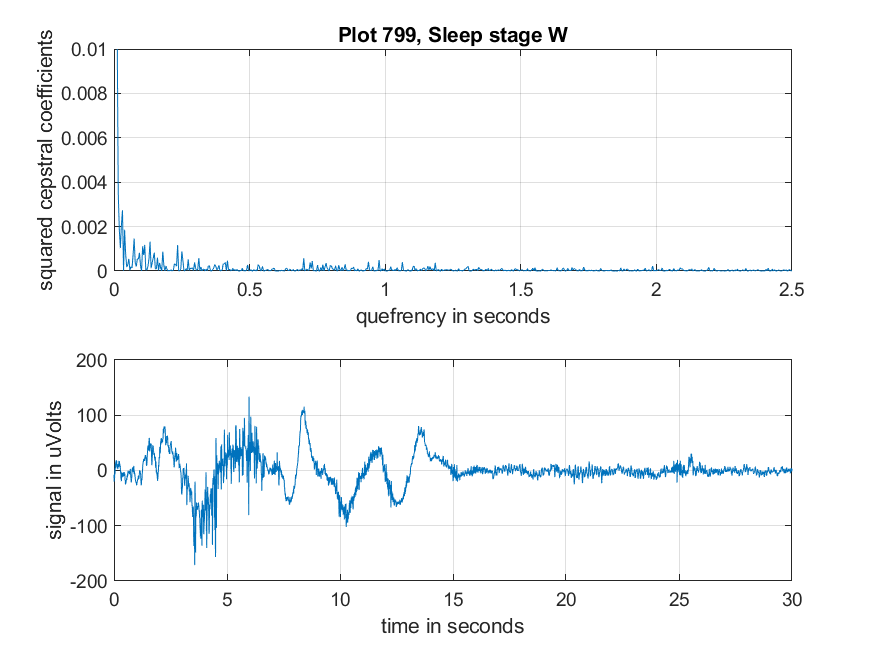 Plot 799, Sleep stage W
squared cepstral coefficients
0.01
0.008
0.006
0.004
0.002
0
0 0.5 1 1.5 2 2.5
quefrency in seconds
signal in uVolts
200
100
0
-100
-200
0 5 10 15 20 25 30
time in seconds